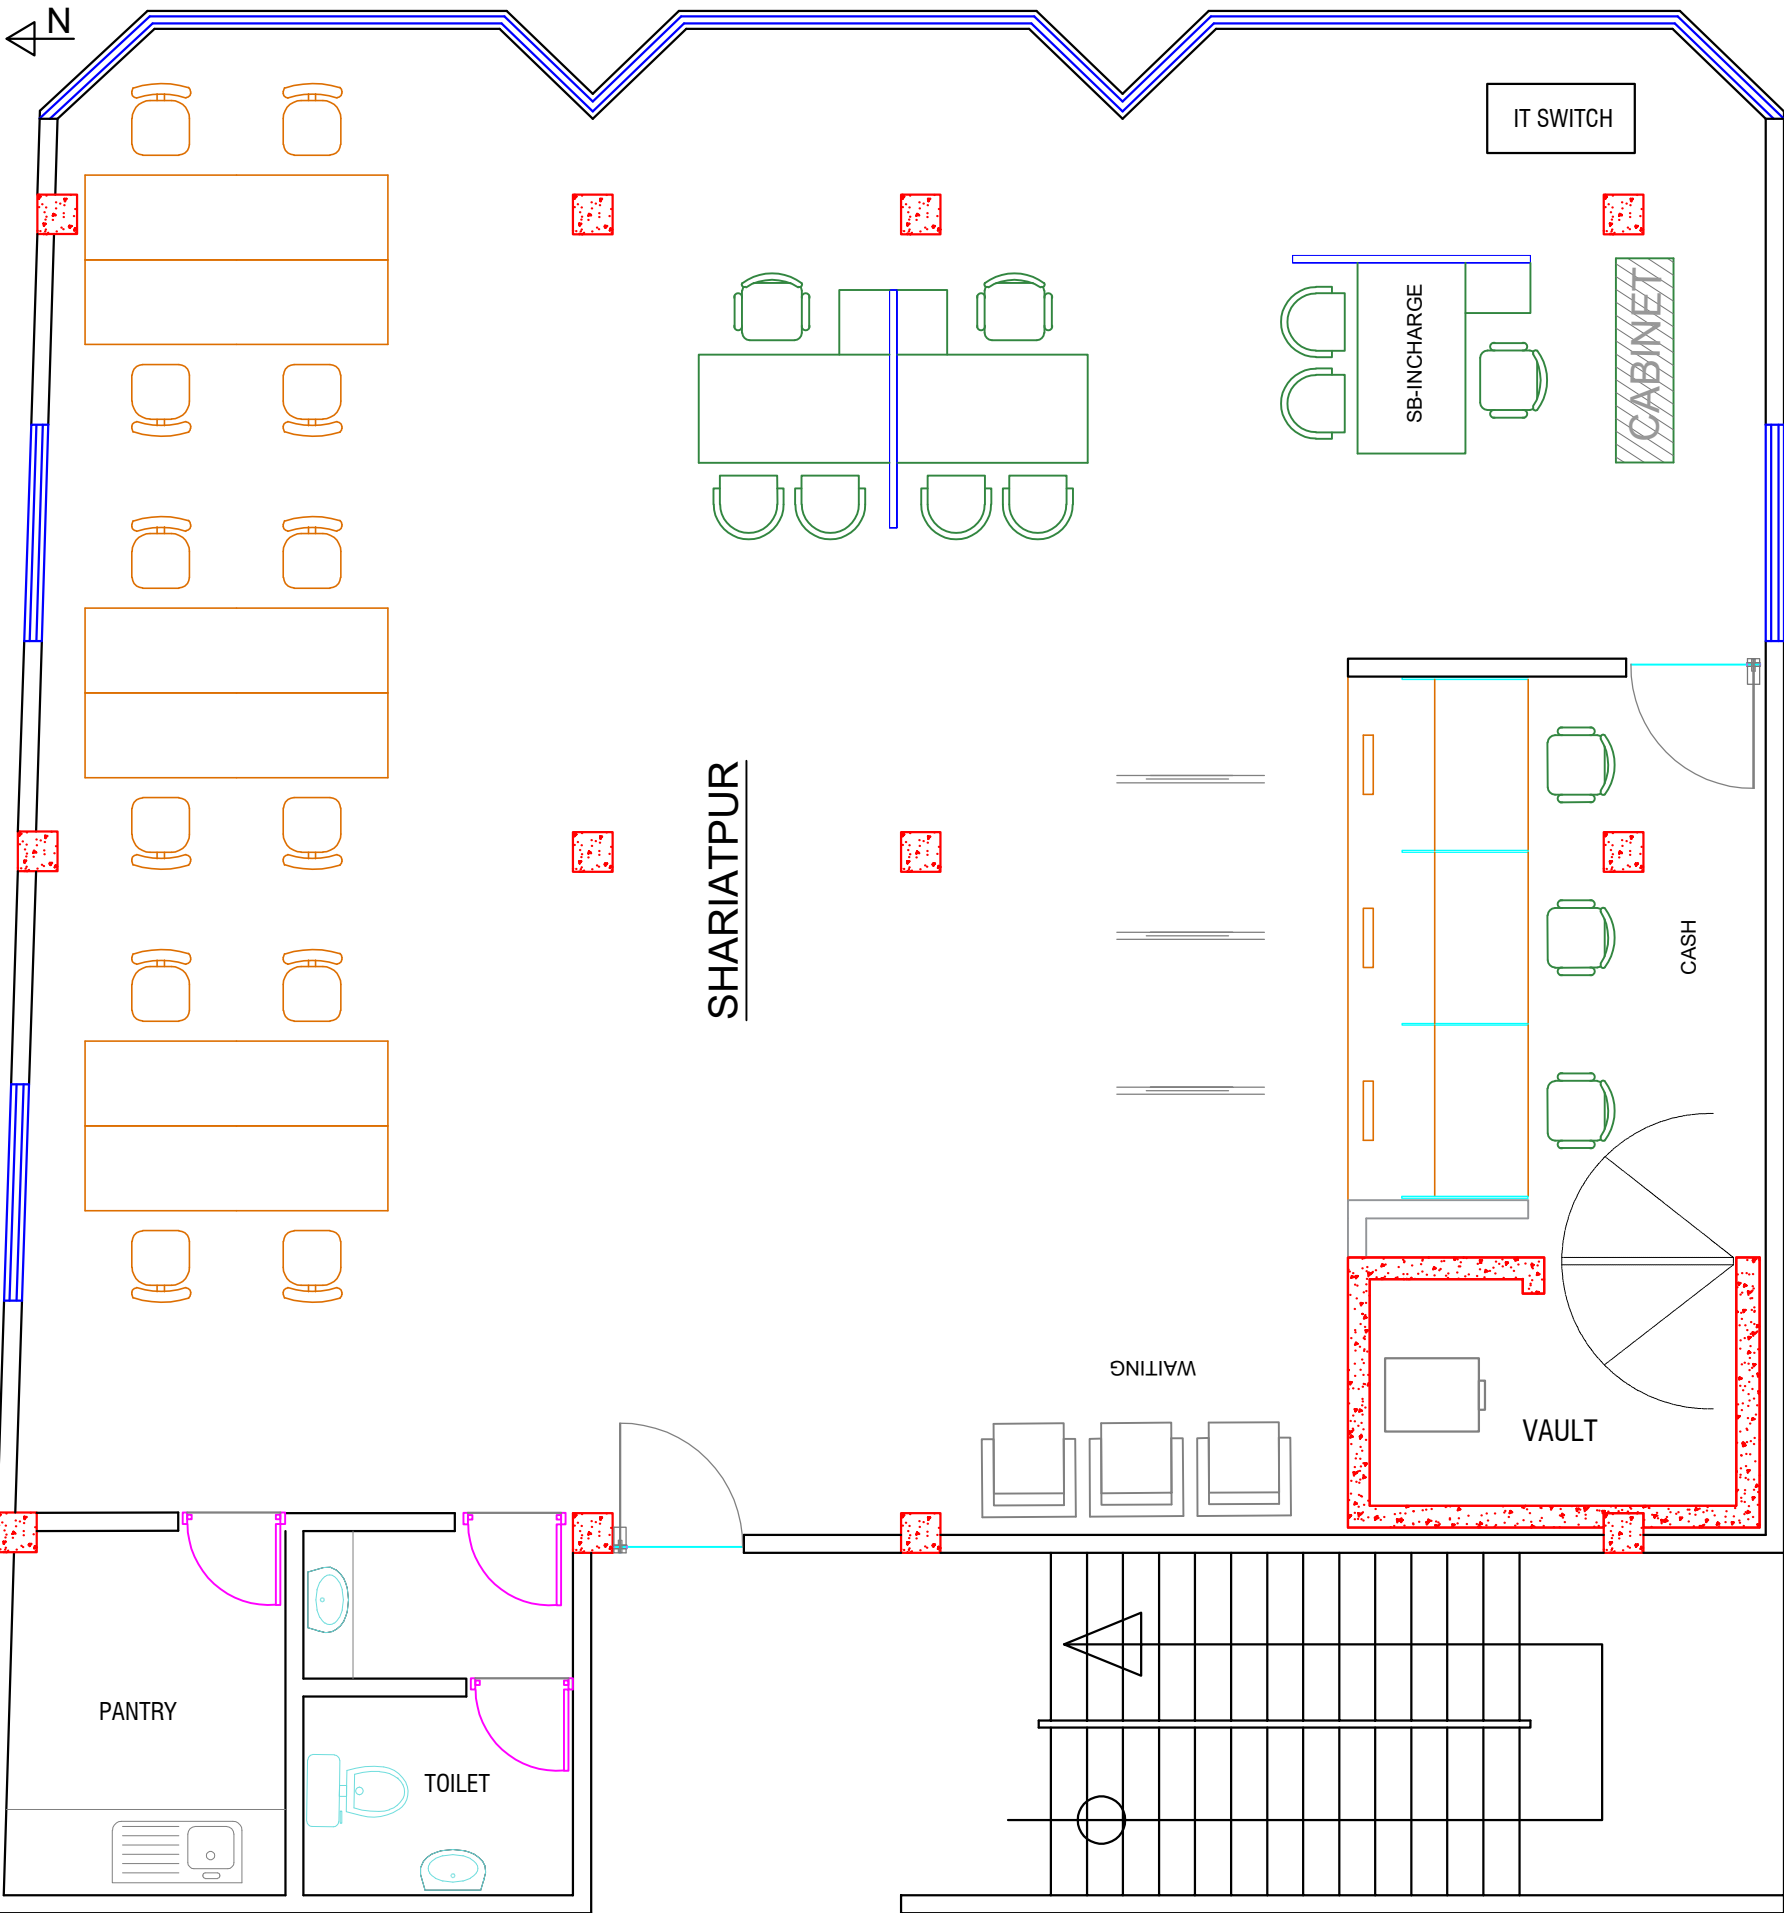 N
IT SWITCH
SB-INCHARGE
CABINET
SHARIATPUR
CASH
WAITING
VAULT
PANTRY
TOILET